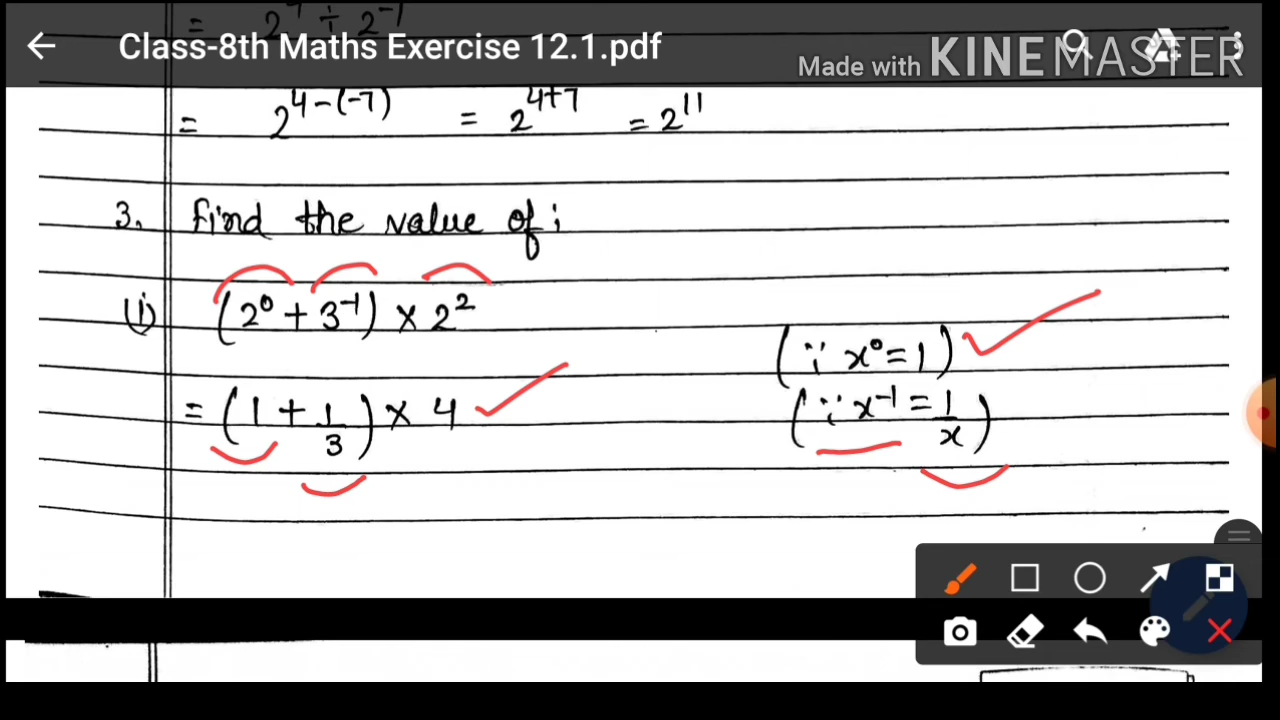 Class-8th Maths Exercise 12.1.pdf
Made with KINEMASTER
= 2^4-(-7) = 2^4+7 = 2^11
3. Find the value of :
(i) (2^0 + 3^-1) × 2^2
(∵ x^0 = 1)
= (1 + 1/3) × 4
(∵ x^-1 = 1/x)